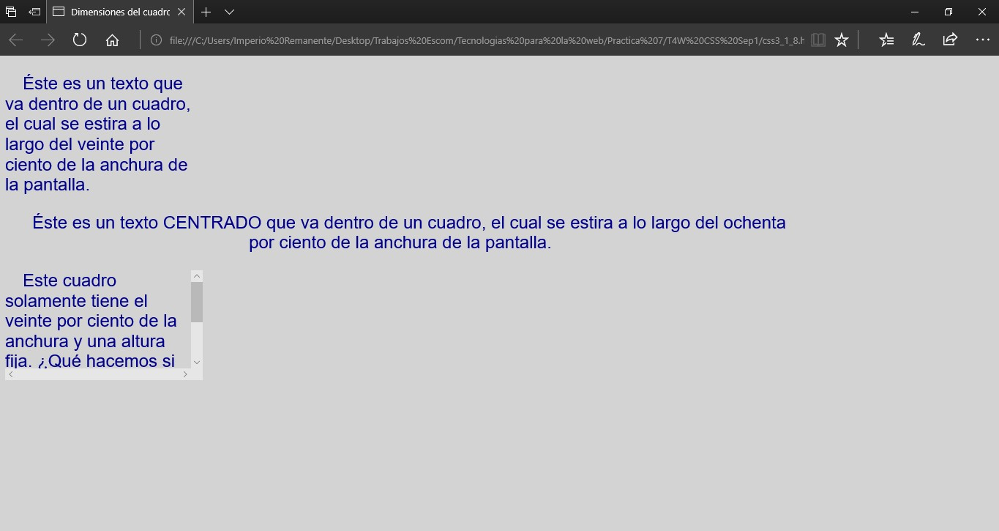 Dimensiones del cuadr
file:///C:/Users/Imperio%20Remanente/Desktop/Trabajos%20Escom/Tecnologias%20para%20la%20web/Practica%207/T4W%20CSS%20Sep1/css3_1_8.h
Éste es un texto que
va dentro de un cuadro,
el cual se estira a lo
largo del veinte por
ciento de la anchura de
la pantalla.
Éste es un texto CENTRADO que va dentro de un cuadro, el cual se estira a lo largo del ochenta
por ciento de la anchura de la pantalla.
Este cuadro
solamente tiene el
veinte por ciento de la
anchura y una altura
fija. ¿Qué hacemos si